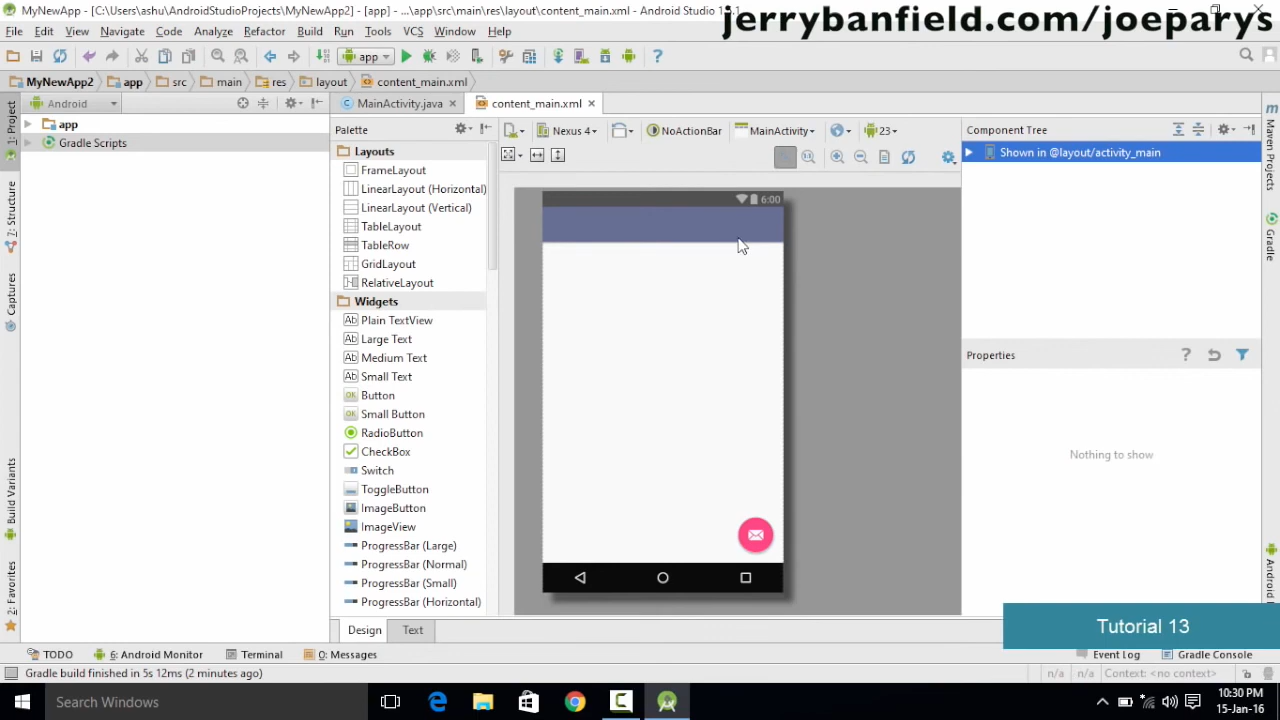 MyNewApp - [C:\Users\ashu\AndroidStudioProjects\MyNewApp2] - [app] - ...\app\src\main\res\layout\content_main.xml - Android Studio
jerrybanfield.com/joeparys
File Edit View Navigate Code Analyze Refactor Build Run Tools VCS Window Help
app
MyNewApp2 app src main res layout content_main.xml
Android
MainActivity.java
content_main.xml
1: Project
7: Structure
Captures
Build Variants
2: Favorites
app
Gradle Scripts
Palette
Layouts
FrameLayout
LinearLayout (Horizontal)
LinearLayout (Vertical)
TableLayout
TableRow
GridLayout
RelativeLayout
Widgets
Plain TextView
Large Text
Medium Text
Small Text
Button
Small Button
RadioButton
CheckBox
Switch
ToggleButton
ImageButton
ImageView
ProgressBar (Large)
ProgressBar (Normal)
ProgressBar (Small)
ProgressBar (Horizontal)
Nexus 4 NoActionBar MainActivity 23
6:00
Component Tree
Shown in @layout/activity_main
Properties
Nothing to show
Maven Projects
Gradle
Android
Design Text
Tutorial 13
TODO 6: Android Monitor Terminal 0: Messages Event Log Gradle Console
Gradle build finished in 5s 12ms (2 minutes ago) n/a n/a Context: <no context>
Search Windows
10:30 PM
15-Jan-16